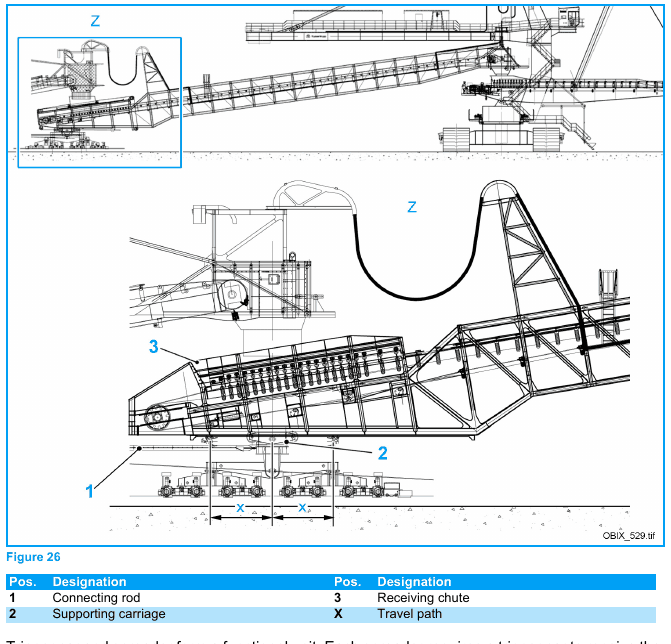 Z
Z
3
2
1
x
x
OBIX_529.tif
Figure 26
Pos. Designation Pos. Designation
1 Connecting rod 3 Receiving chute
2 Supporting carriage X Travel path